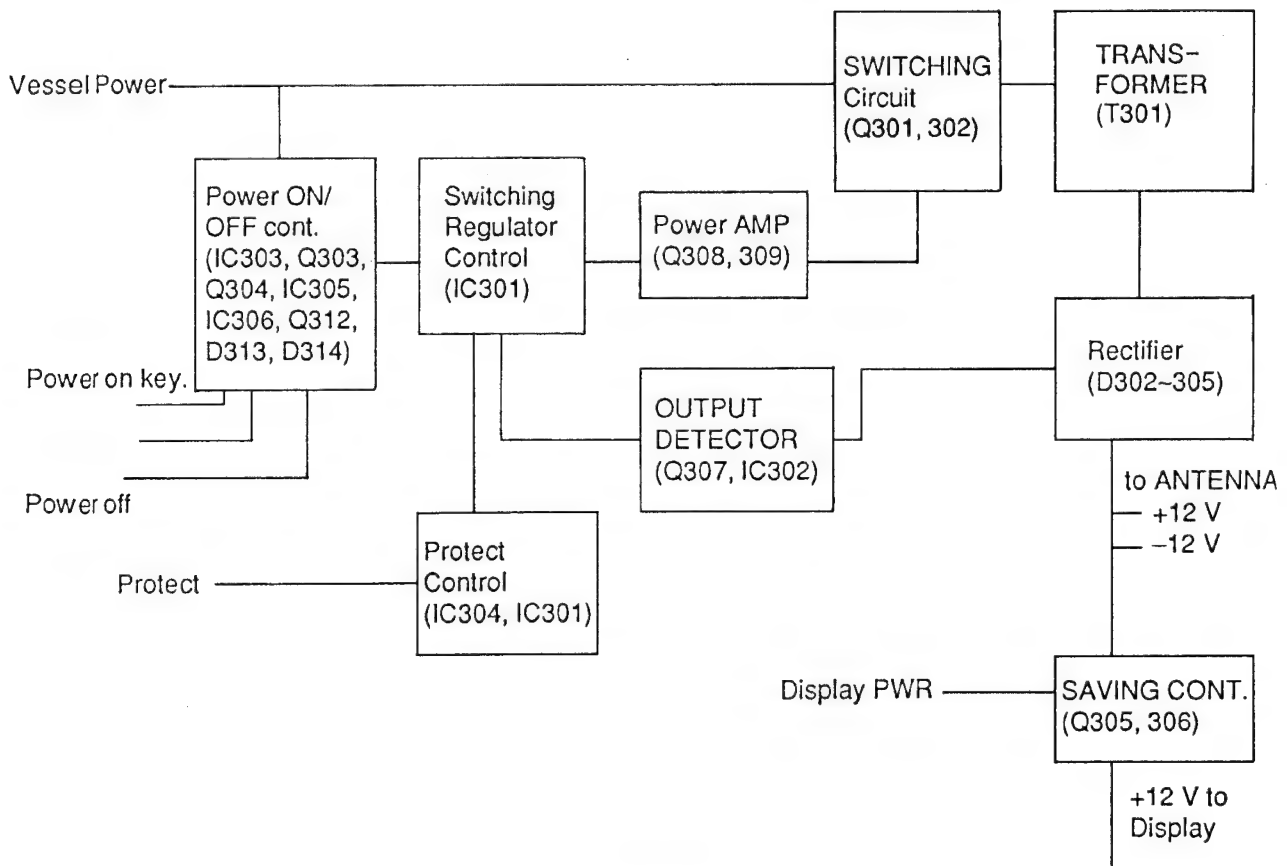 Vessel Power
SWITCHING
Circuit
(Q301, 302)
TRANS-
FORMER
(T301)
Power ON/
OFF cont.
(IC303, Q303,
Q304, IC305,
IC306, Q312,
D313, D314)
Switching
Regulator
Control
(IC301)
Power AMP
(Q308, 309)
Rectifier
(D302~305)
Power on key.
Power off
OUTPUT
DETECTOR
(Q307, IC302)
to ANTENNA
+12 V
-12 V
Protect
Protect
Control
(IC304, IC301)
Display PWR
SAVING CONT.
(Q305, 306)
+12 V to
Display